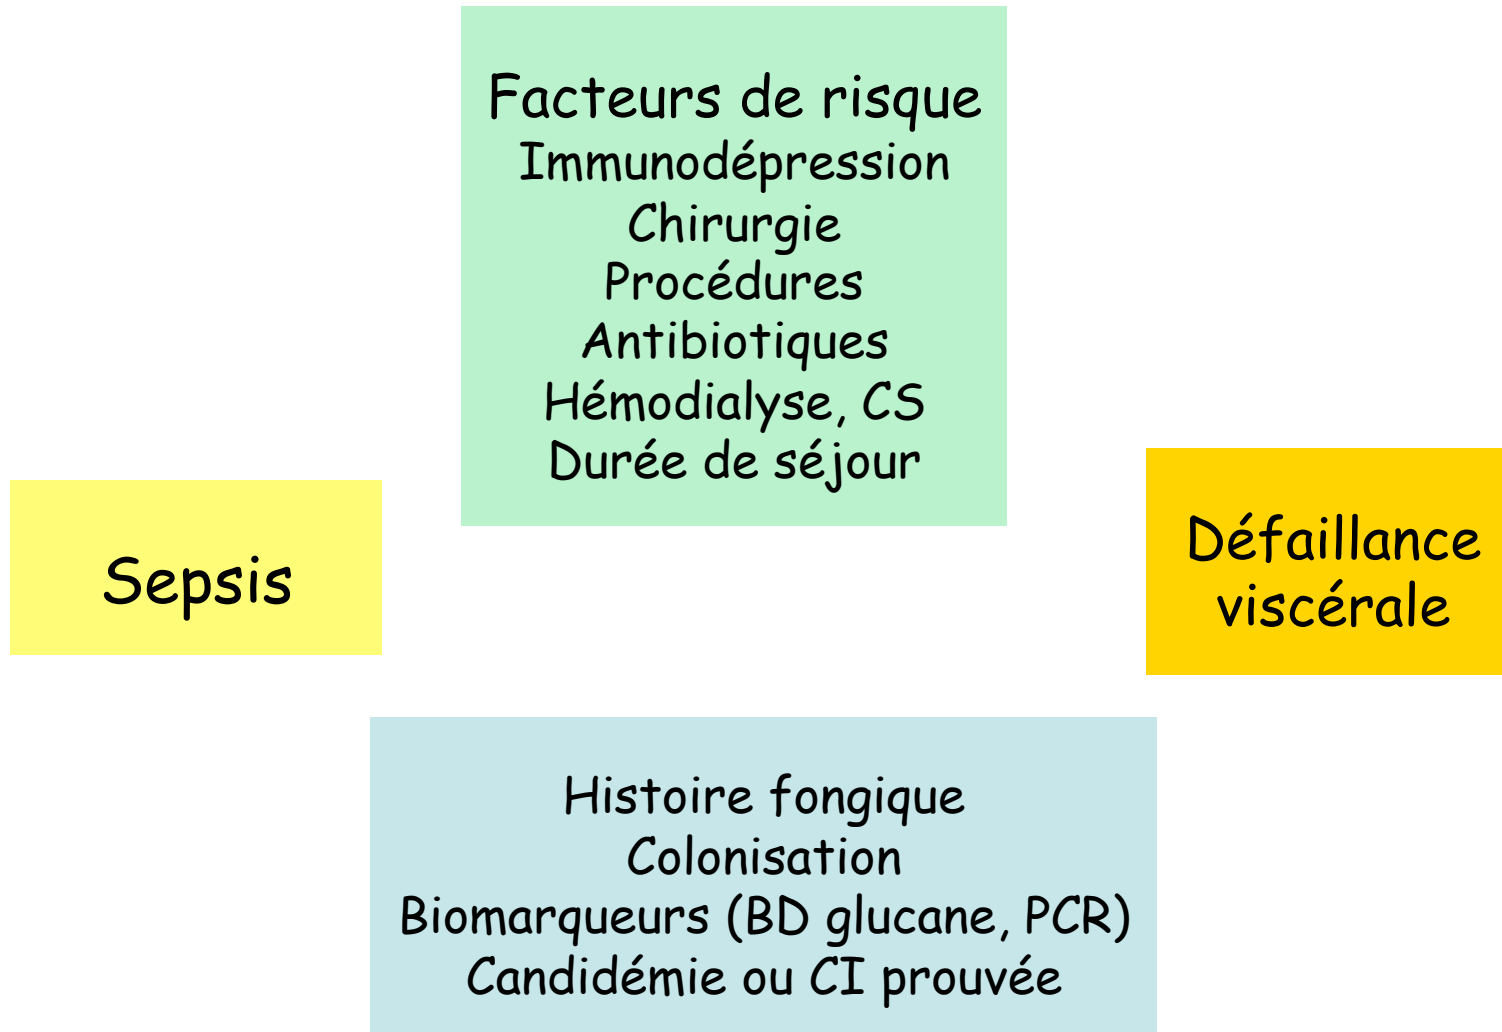 Facteurs de risque
Immunodépression
Chirurgie
Procédures
Antibiotiques
Hémodialyse, CS
Durée de séjour
Sepsis
Défaillance
viscérale
Histoire fongique
Colonisation
Biomarqueurs (BD glucane, PCR)
Candidémie ou CI prouvée